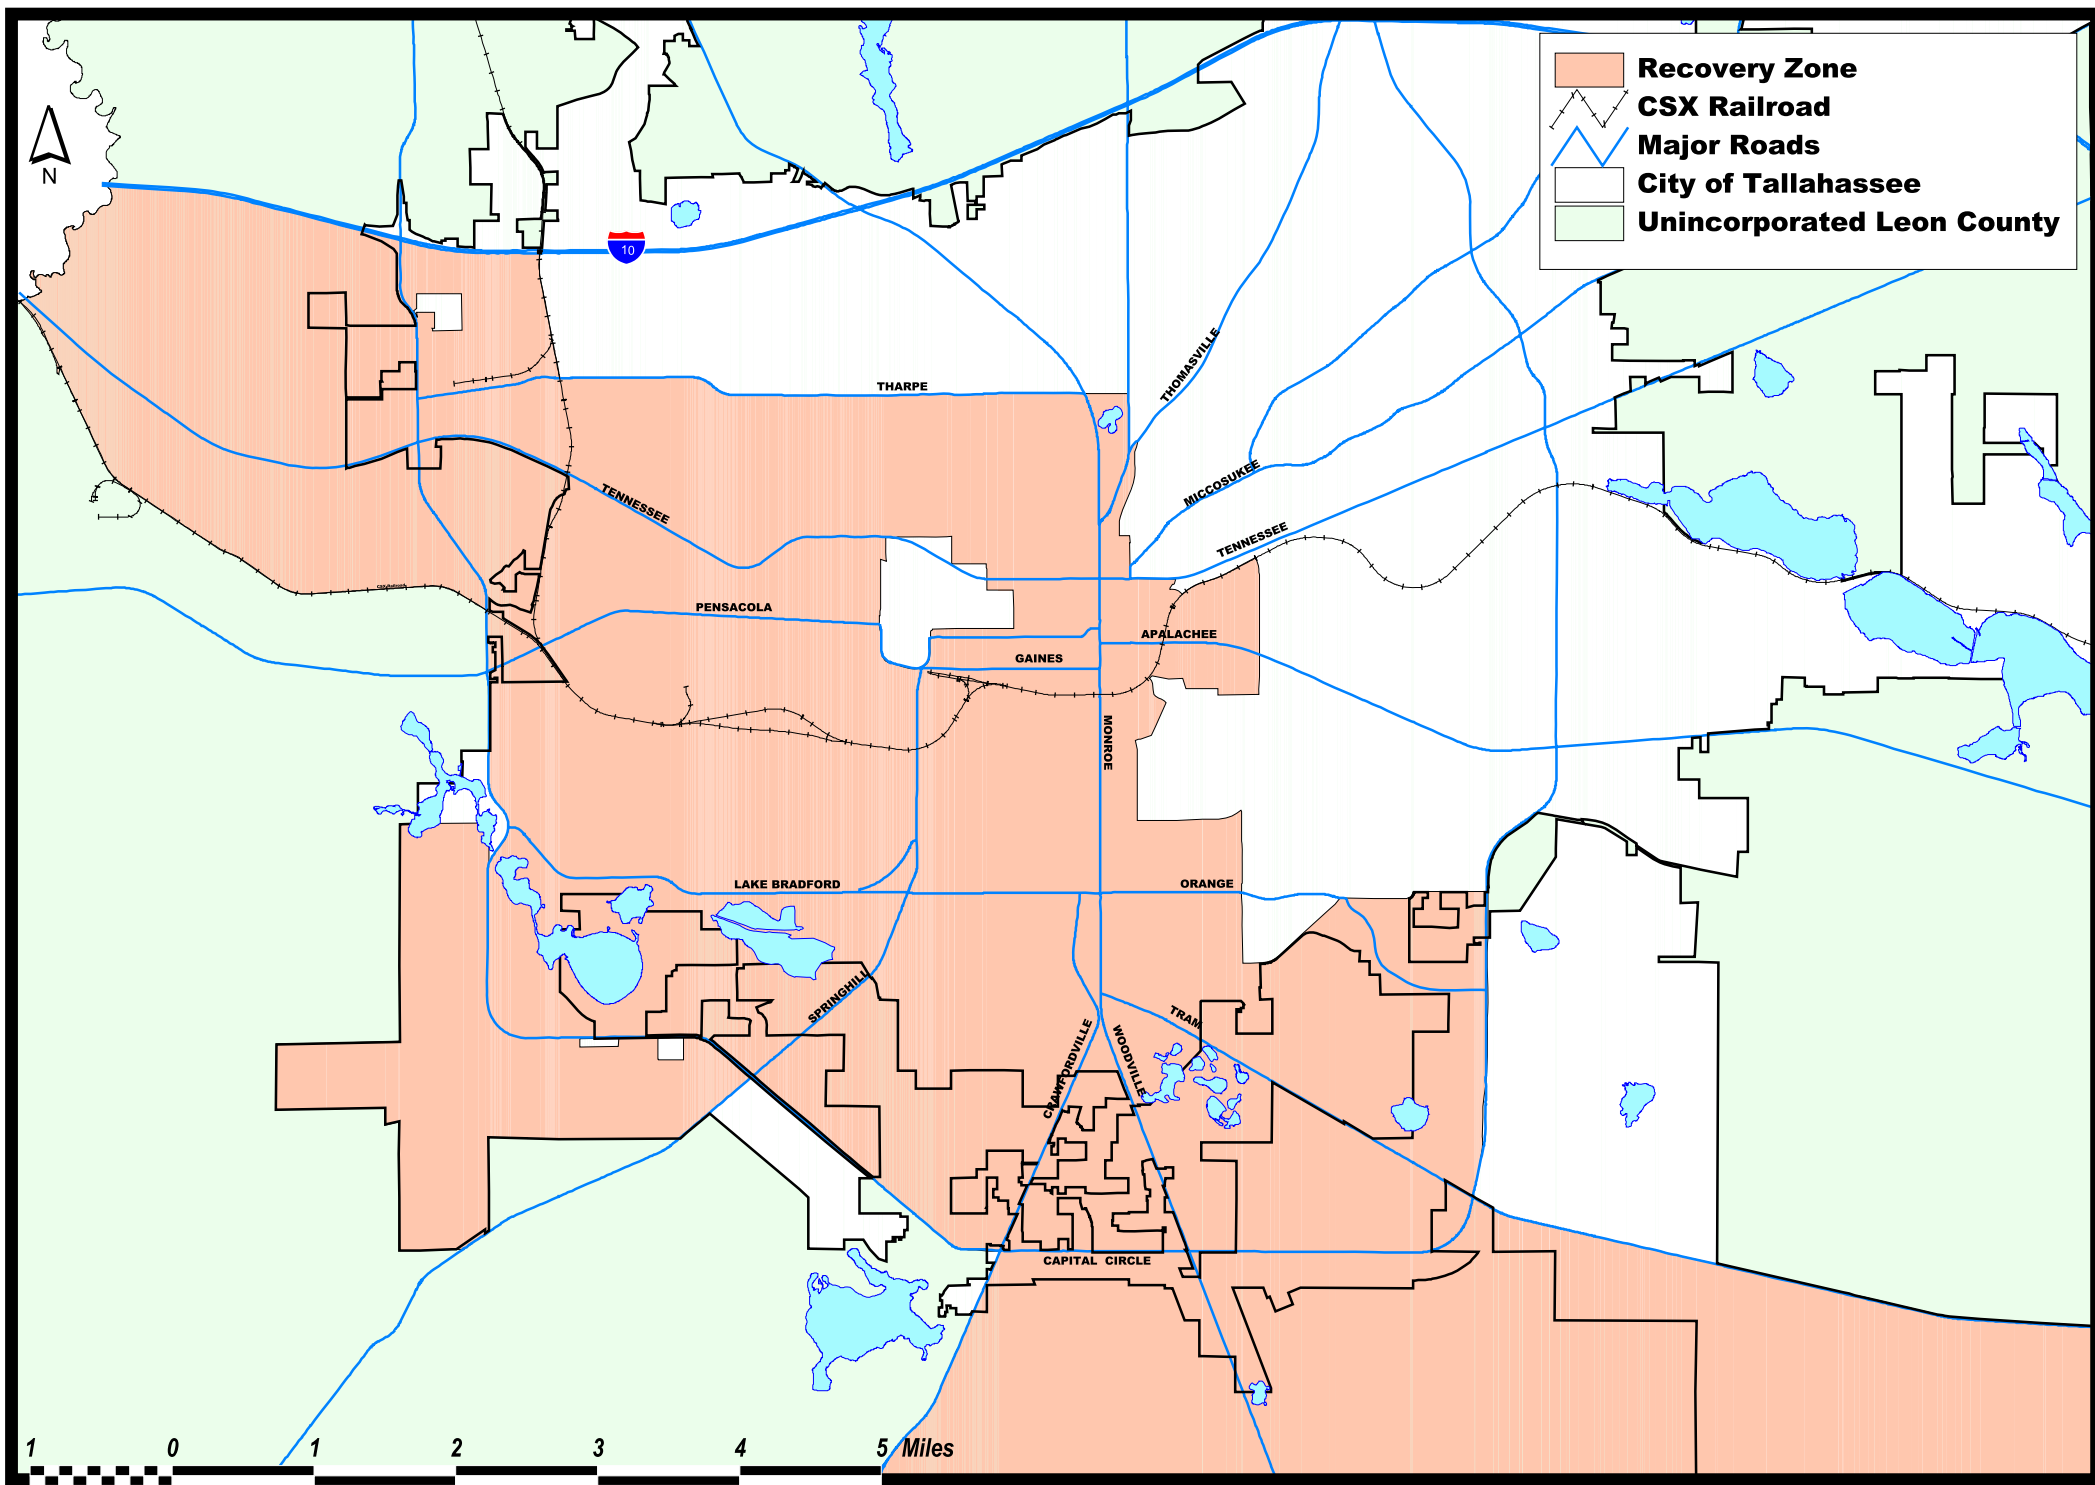 Recovery Zone
CSX Railroad
Major Roads
City of Tallahassee
Unincorporated Leon County
N
10
THARPE
THOMASVILLE
MICCOSUKEE
TENNESSEE
TENNESSEE
PENSACOLA
APALACHEE
GAINES
MONROE
LAKE BRADFORD
ORANGE
SPRINGHILL
TRAM
CRAWFORDVILLE
WOODVILLE
CAPITAL CIRCLE
1 0 1 2 3 4 5 Miles